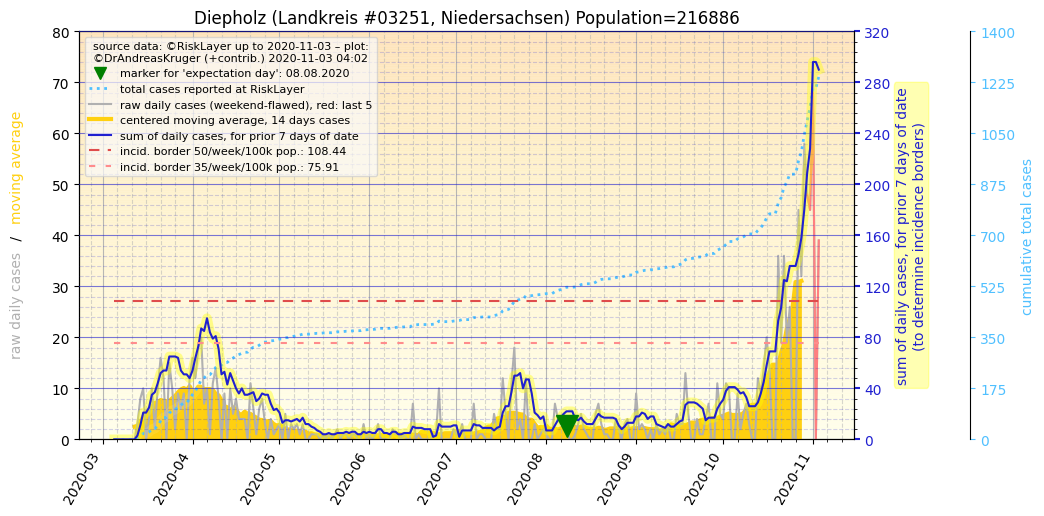 Diepholz (Landkreis #03251, Niedersachsen) Population=216886
source data: ©RiskLayer up to 2020-11-03 – plot:
©DrAndreasKruger (+contrib.) 2020-11-03 04:02
marker for 'expectation day': 08.08.2020
total cases reported at RiskLayer
raw daily cases (weekend-flawed), red: last 5
centered moving average, 14 days cases
sum of daily cases, for prior 7 days of date
incid. border 50/week/100k pop.: 108.44
incid. border 35/week/100k pop.: 75.91
raw daily cases / moving average
80
70
60
50
40
30
20
10
0
2020-03
2020-04
2020-05
2020-06
2020-07
2020-08
2020-09
2020-10
2020-11
320
280
240
200
160
120
80
40
0
sum of daily cases, for prior 7 days of date
(to determine incidence borders)
1400
1225
1050
875
700
525
350
175
0
cumulative total cases